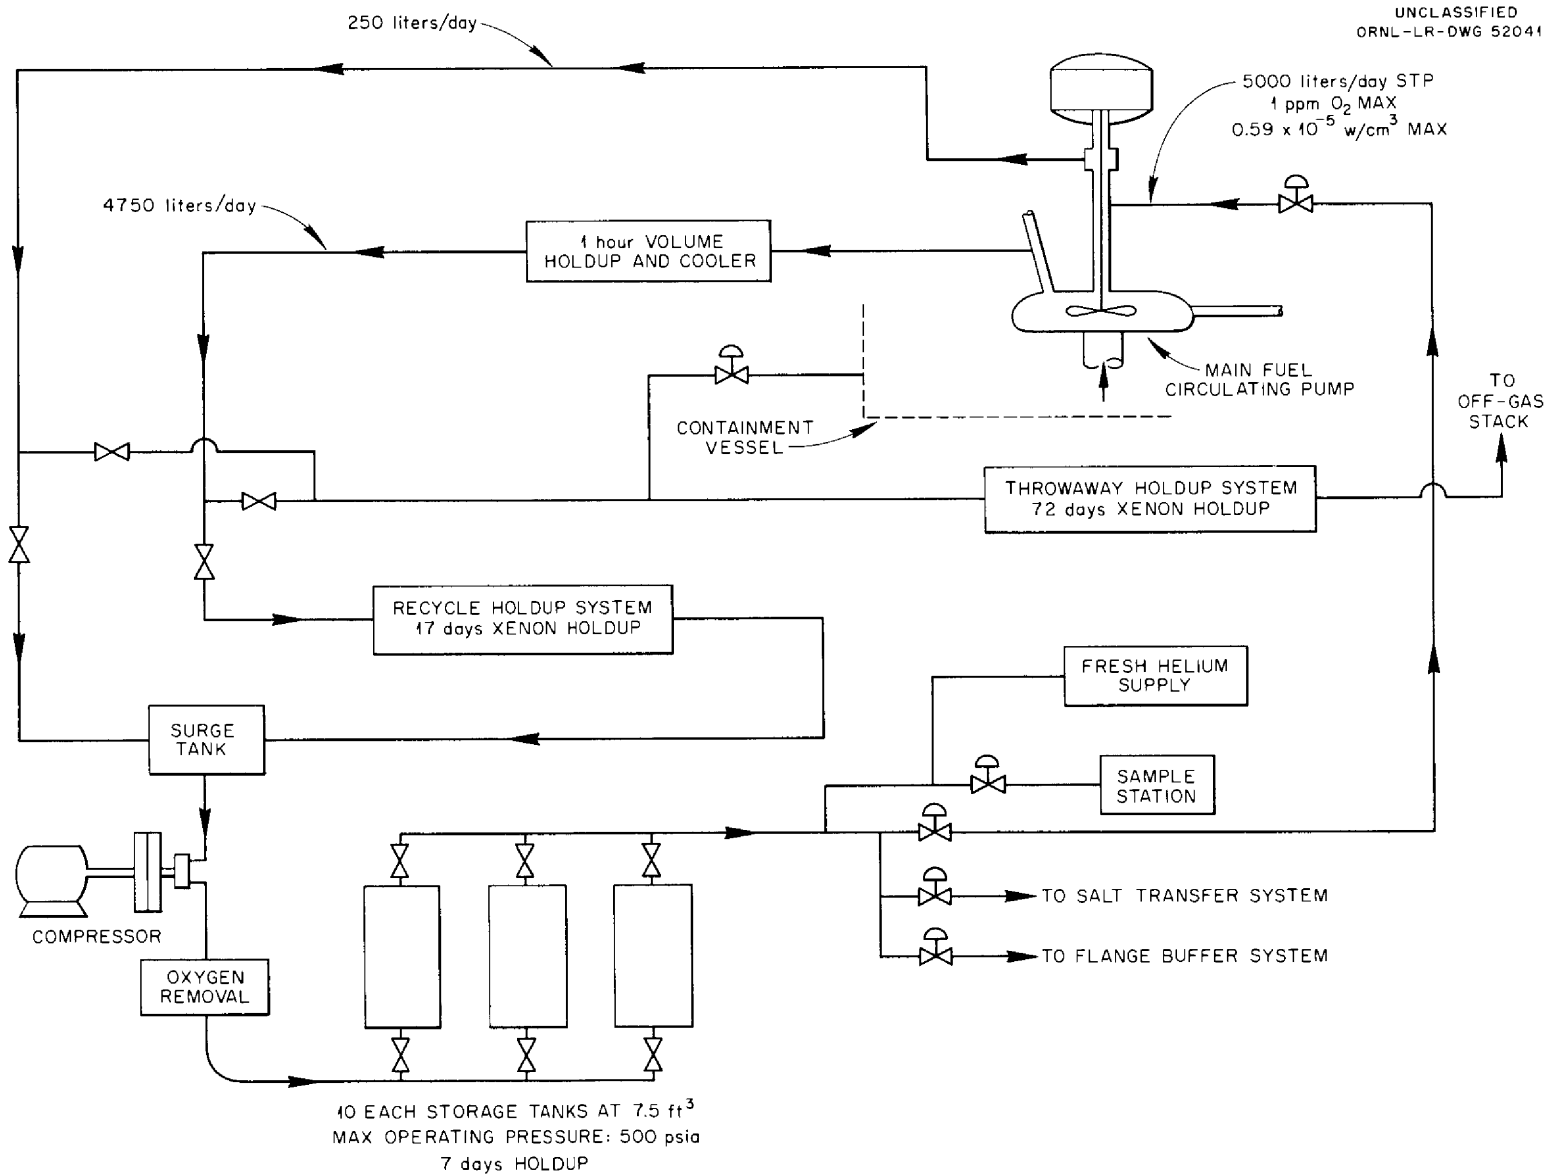 UNCLASSIFIED
ORNL-LR-DWG 52041
250 liters/day
5000 liters/day STP
1 ppm O2 MAX
0.59 x 10^-5 w/cm^3 MAX
4750 liters/day
1 hour VOLUME
HOLDUP AND COOLER
MAIN FUEL
CIRCULATING PUMP
TO
OFF-GAS
STACK
CONTAINMENT
VESSEL
THROWAWAY HOLDUP SYSTEM
72 days XENON HOLDUP
RECYCLE HOLDUP SYSTEM
17 days XENON HOLDUP
FRESH HELIUM
SUPPLY
SURGE
TANK
SAMPLE
STATION
TO SALT TRANSFER SYSTEM
COMPRESSOR
TO FLANGE BUFFER SYSTEM
OXYGEN
REMOVAL
10 EACH STORAGE TANKS AT 7.5 ft^3
MAX OPERATING PRESSURE: 500 psia
7 days HOLDUP